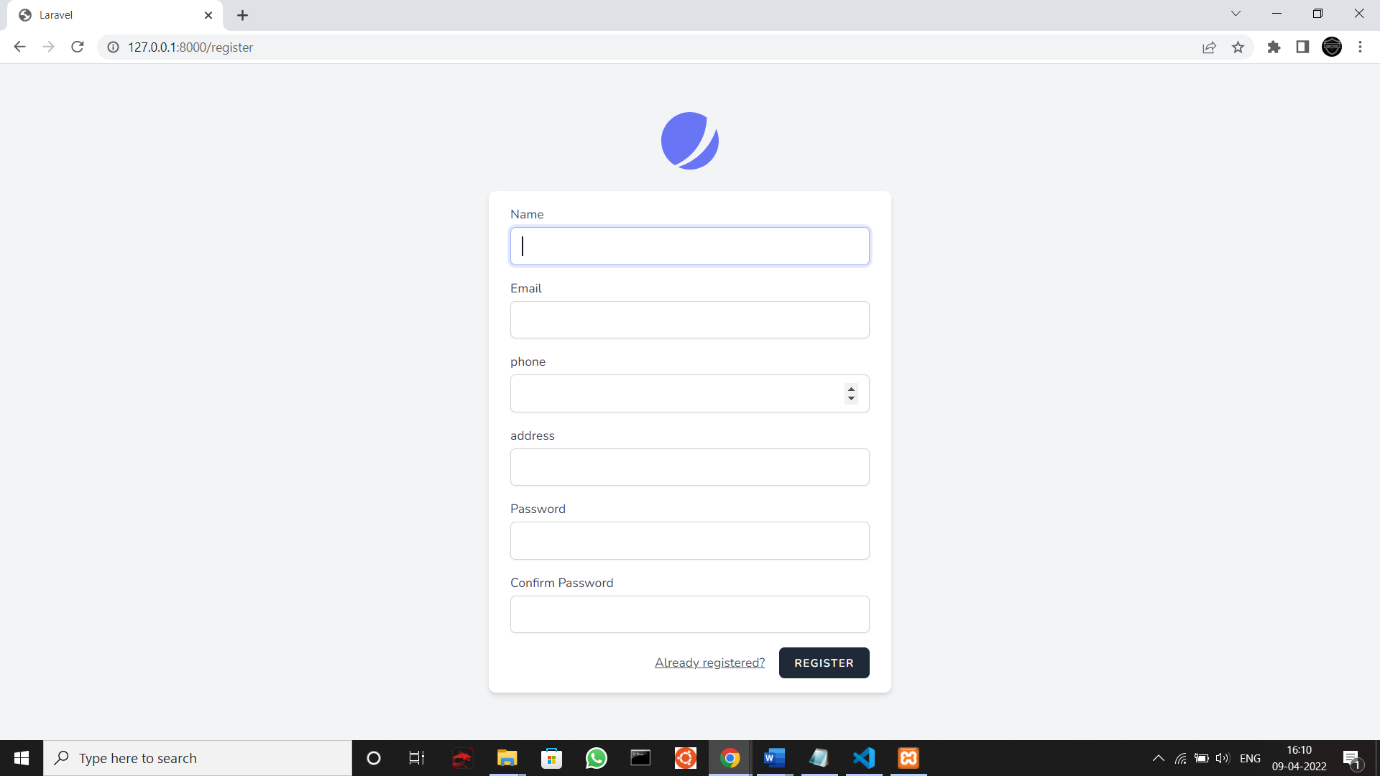 Laravel
127.0.0.1:8000/register
Name
Email
phone
address
Password
Confirm Password
Already registered? REGISTER
Type here to search
ENG
16:10
09-04-2022
1